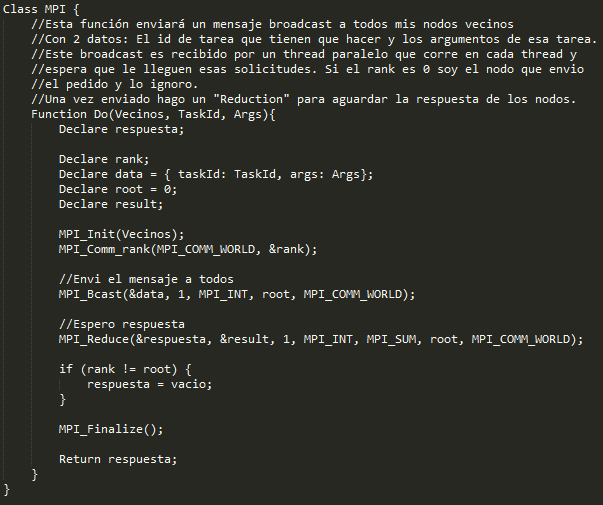 Class MPI {
//Esta función enviará un mensaje broadcast a todos mis nodos vecinos
//Con 2 datos: El id de tarea que tienen que hacer y los argumentos de esa tarea.
//Este broadcast es recibido por un thread paralelo que corre en cada thread y
//espera que le lleguen esas solicitudes. Si el rank es 0 soy el nodo que envio
//el pedido y lo ignoro.
//Una vez enviado hago un "Reduction" para aguardar la respuesta de los nodos.
Function Do(Vecinos, TaskId, Args){
Declare respuesta;
Declare rank;
Declare data = { taskId: TaskId, args: Args};
Declare root = 0;
Declare result;
MPI_Init(Vecinos);
MPI_Comm_rank(MPI_COMM_WORLD, &rank);
//Envi el mensaje a todos
MPI_Bcast(&data, 1, MPI_INT, root, MPI_COMM_WORLD);
//Espero respuesta
MPI_Reduce(&respuesta, &result, 1, MPI_INT, MPI_SUM, root, MPI_COMM_WORLD);
if (rank != root) {
respuesta = vacio;
}
MPI_Finalize();
Return respuesta;
}
}